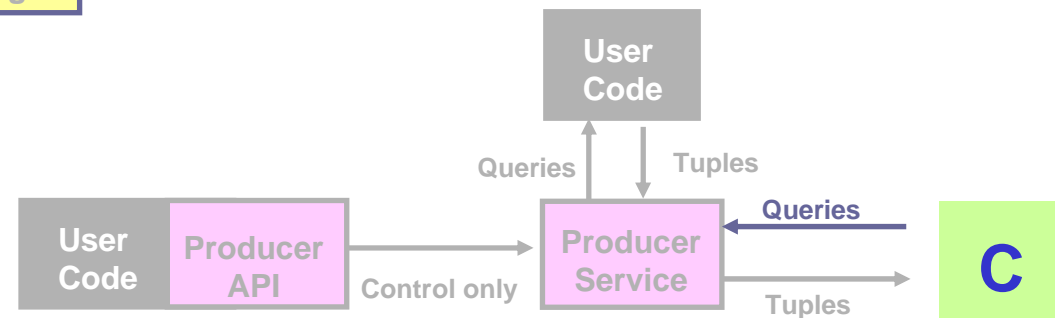 g
User
Code
Queries
Tuples
Queries
User
Code
Producer
API
Control only
Producer
Service
Tuples
C